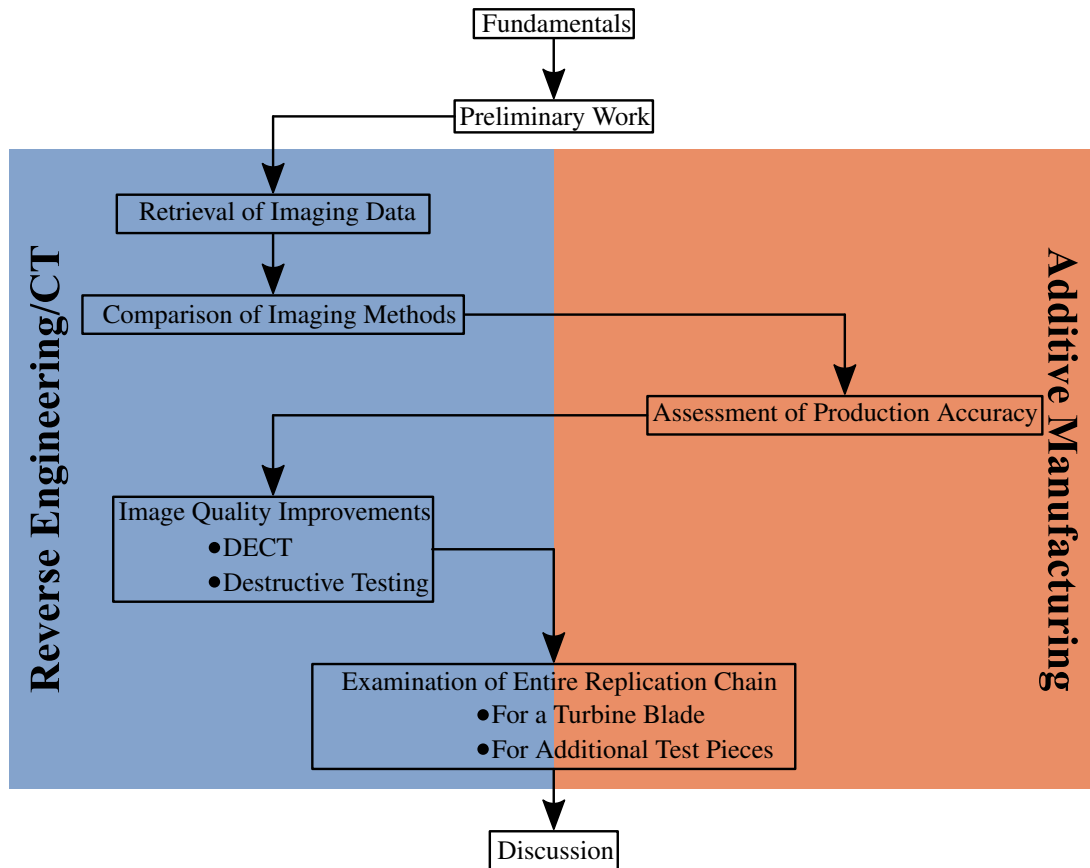 Fundamentals
Preliminary Work
Reverse Engineering/CT
Additive Manufacturing
Retrieval of Imaging Data
Comparison of Imaging Methods
Assessment of Production Accuracy
Image Quality Improvements
•DECT
•Destructive Testing
Examination of Entire Replication Chain
•For a Turbine Blade
•For Additional Test Pieces
Discussion